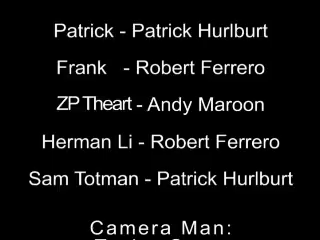 Patrick - Patrick Hurlburt
Frank - Robert Ferrero
ZP Theart - Andy Maroon
Herman Li - Robert Ferrero
Sam Totman - Patrick Hurlburt
Camera Man: